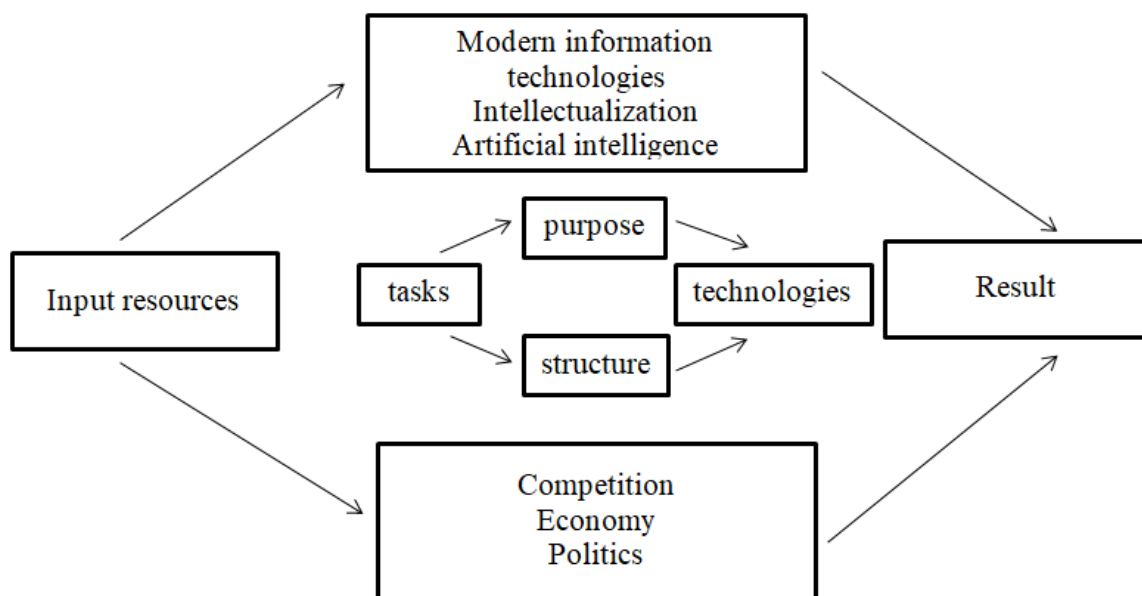 Modern information
technologies
Intellectualization
Artificial intelligence
purpose
Input resources
tasks
technologies
Result
structure
Competition
Economy
Politics